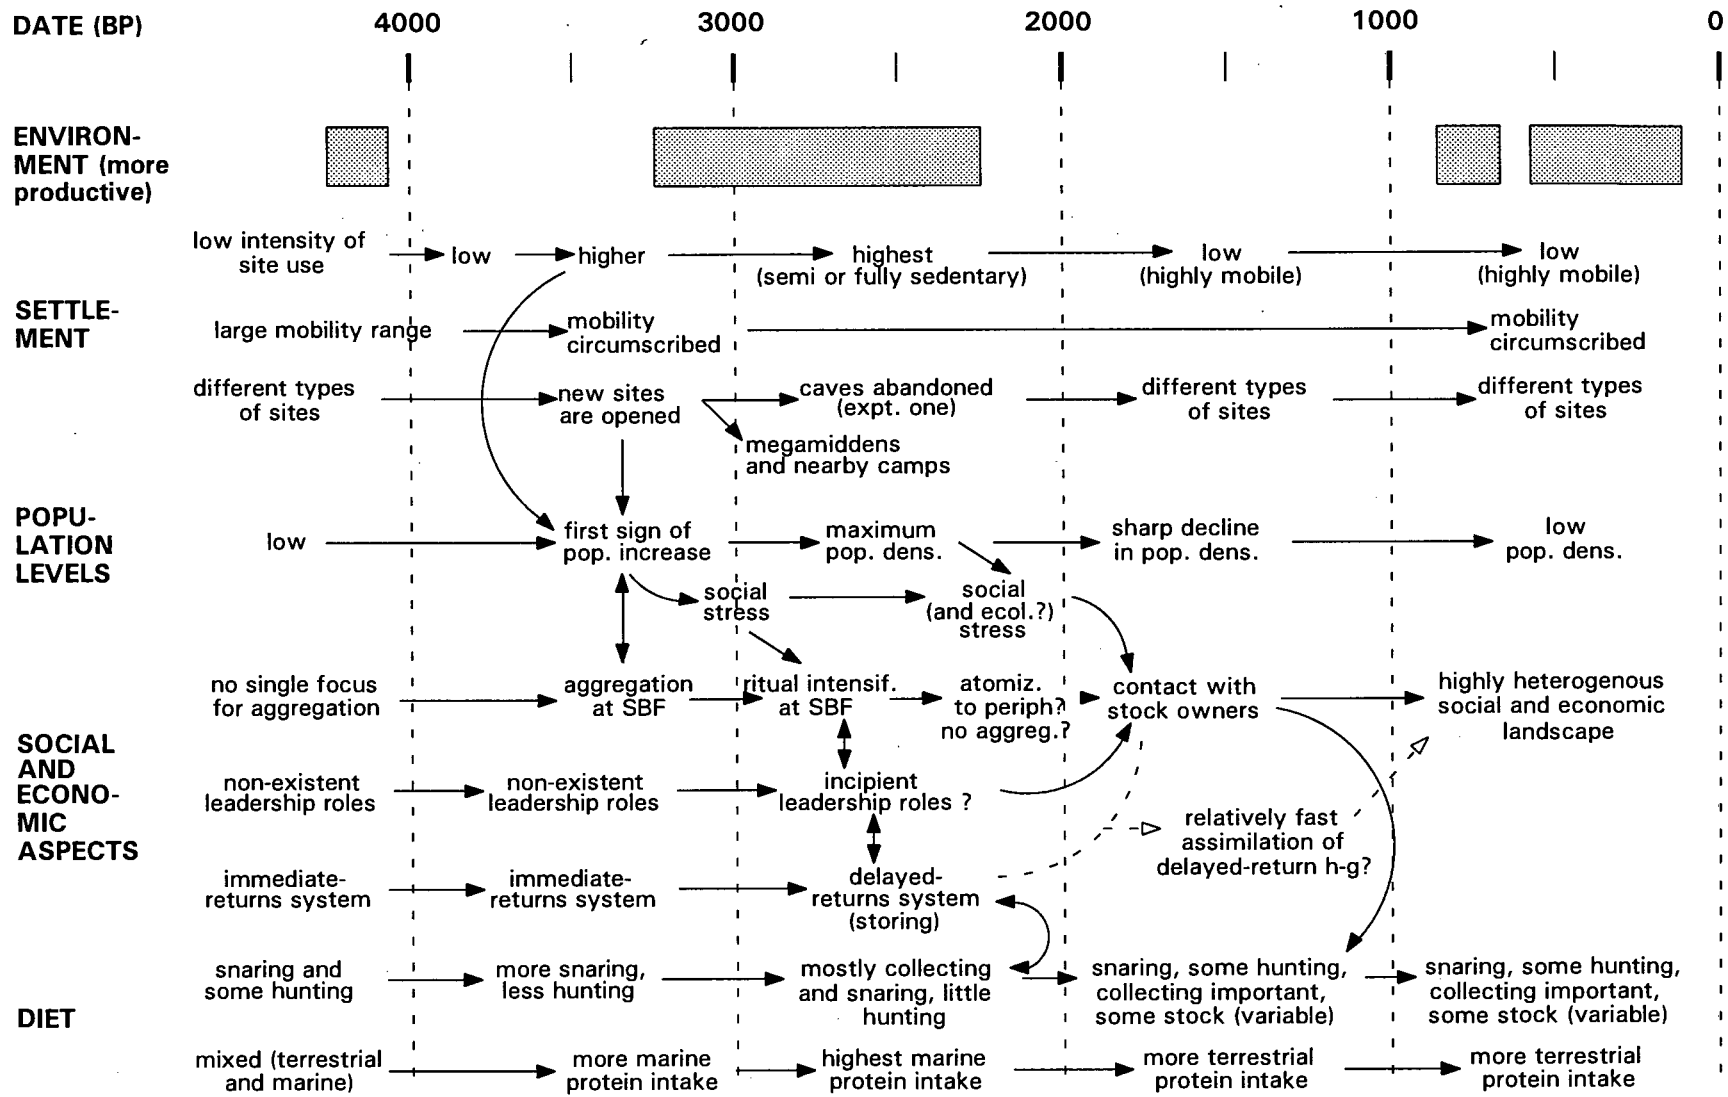 DATE (BP)
4000
3000
2000
1000
0
ENVIRON-
MENT (more
productive)
low intensity of
site use
low
higher
highest
(semi or fully sedentary)
low
(highly mobile)
low
(highly mobile)
SETTLE-
MENT
large mobility range
mobility
circumscribed
mobility
circumscribed
different types
of sites
new sites
are opened
caves abandoned
(expt. one)
different types
of sites
different types
of sites
megamiddens
and nearby camps
POPU-
LATION
LEVELS
low
first sign of
pop. increase
maximum
pop. dens.
sharp decline
in pop. dens.
low
pop. dens.
social
stress
social
(and ecol.?)
stress
no single focus
for aggregation
aggregation
at SBF
ritual intensif.
at SBF
atomiz.
to periph?
no aggreg.?
contact with
stock owners
highly heterogenous
social and economic
landscape
SOCIAL
AND
ECONO-
MIC
ASPECTS
non-existent
leadership roles
non-existent
leadership roles
incipient
leadership roles ?
relatively fast
assimilation of
delayed-return h-g?
immediate-
returns system
immediate-
returns system
delayed-
returns system
(storing)
DIET
snaring and
some hunting
more snaring,
less hunting
mostly collecting
and snaring, little
hunting
snaring, some hunting,
collecting important,
some stock (variable)
snaring, some hunting,
collecting important,
some stock (variable)
mixed (terrestrial
and marine)
more marine
protein intake
highest marine
protein intake
more terrestrial
protein intake
more terrestrial
protein intake